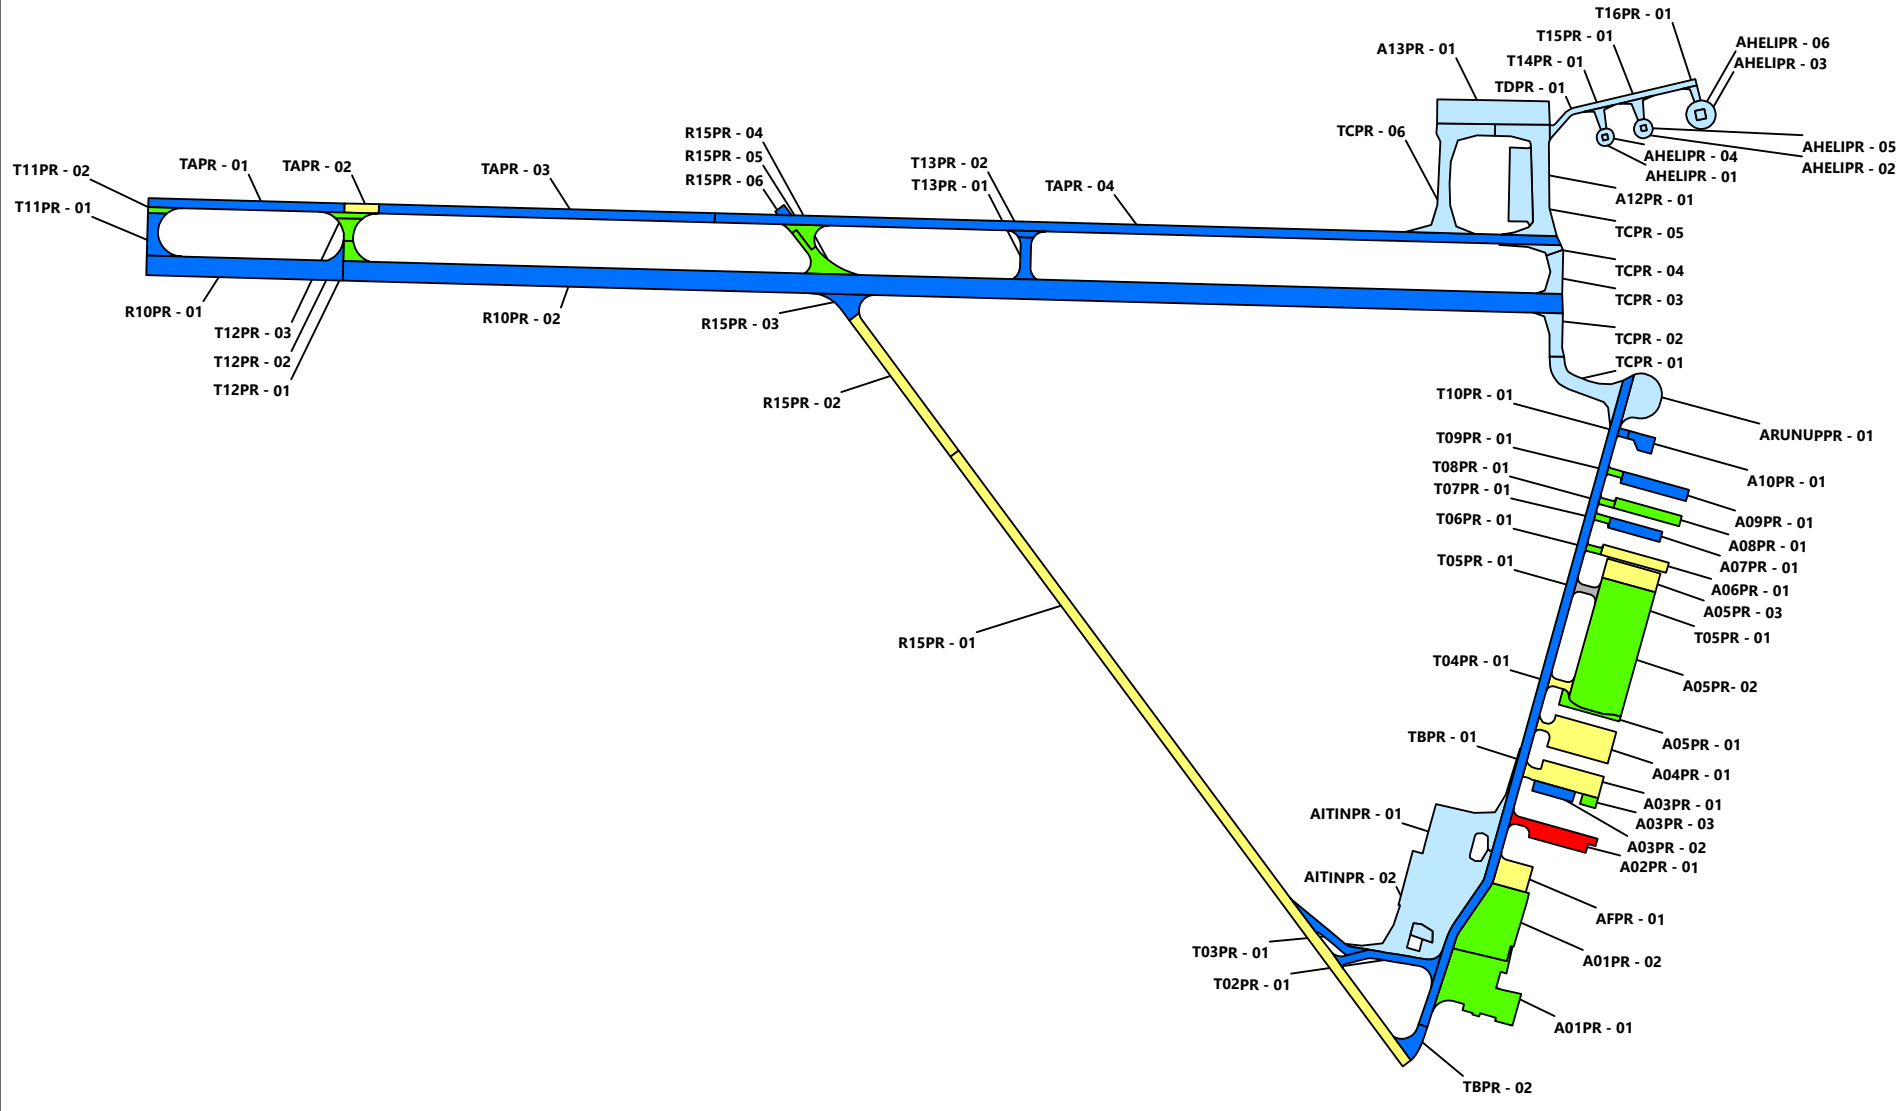 T16PR - 01
T15PR - 01
AHELIPR - 06
A13PR - 01
T14PR - 01
AHELIPR - 03
TDPR - 01
R15PR - 04
TCPR - 06
AHELIPR - 05
R15PR - 05
T13PR - 02
AHELIPR - 04
T11PR - 02
TAPR - 01
TAPR - 02
TAPR - 03
R15PR - 06
T13PR - 01
TAPR - 04
AHELIPR - 01
AHELIPR - 02
A12PR - 01
T11PR - 01
TCPR - 05
TCPR - 04
TCPR - 03
R10PR - 01
R10PR - 02
R15PR - 03
T12PR - 03
TCPR - 02
T12PR - 02
TCPR - 01
T12PR - 01
R15PR - 02
T10PR - 01
ARUNUPPR - 01
T09PR - 01
T08PR - 01
A10PR - 01
T07PR - 01
T06PR - 01
A09PR - 01
A08PR - 01
T05PR - 01
A07PR - 01
A06PR - 01
A05PR - 03
R15PR - 01
T05PR - 01
T04PR - 01
A05PR- 02
TBPR - 01
A05PR - 01
A04PR - 01
AITINPR - 01
A03PR - 01
A03PR - 03
A03PR - 02
A02PR - 01
AITINPR - 02
AFPR - 01
T03PR - 01
A01PR - 02
T02PR - 01
A01PR - 01
TBPR - 02